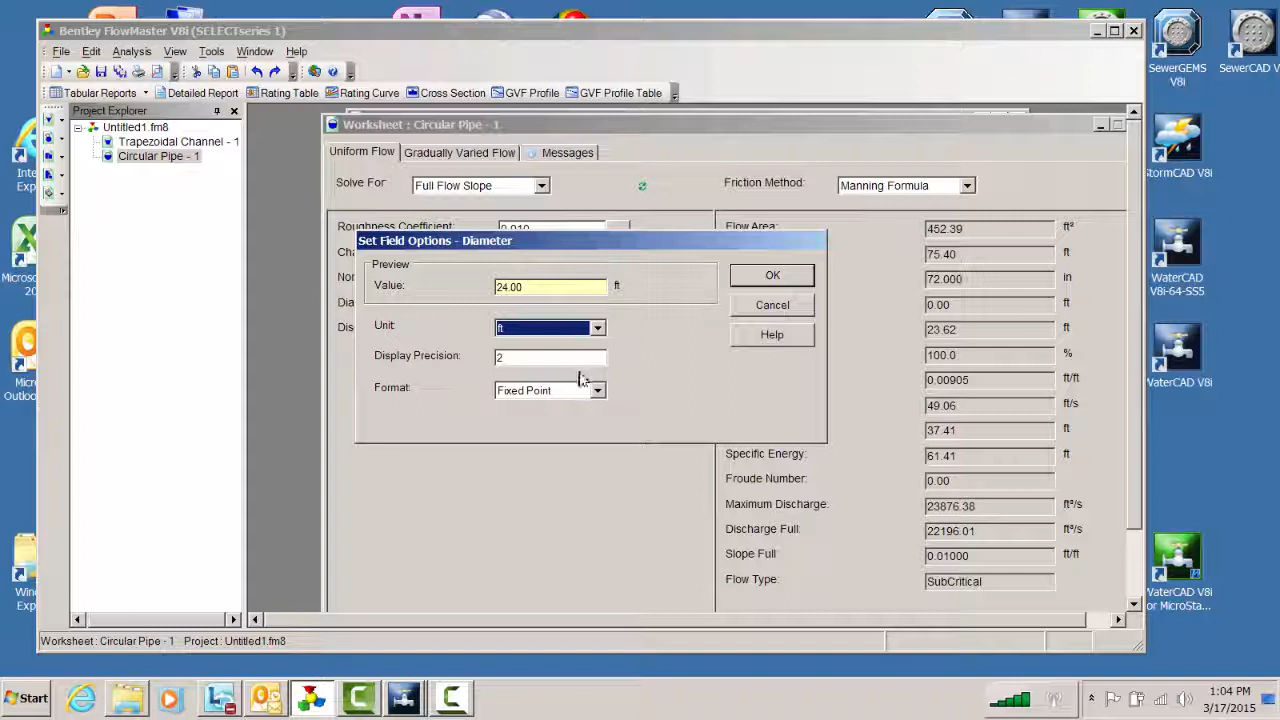 Bentley FlowMaster V8i (SELECTseries 1)
File Edit Analysis View Tools Window Help
Tabular Reports Detailed Report Rating Table Rating Curve Cross Section GVF Profile GVF Profile Table
Project Explorer
Untitled1.fm8
Trapezoidal Channel - 1
Circular Pipe - 1
Worksheet : Circular Pipe - 1
Uniform Flow Gradually Varied Flow Messages
Solve For: Full Flow Slope Friction Method: Manning Formula
Roughness Coefficient: 0.010 Flow Area: 452.39 ft²
75.40 ft
72.000 in
0.00 ft
23.62 ft
100.0 %
0.00905 ft/ft
49.06 ft/s
37.41 ft
Specific Energy: 61.41 ft
Froude Number: 0.00
Maximum Discharge: 23876.38 ft³/s
Discharge Full: 22196.01 ft³/s
Slope Full 0.01000 ft/ft
Flow Type: SubCritical
Set Field Options - Diameter
Preview
Value: 24.00 ft
Unit: ft
Display Precision: 2
Format: Fixed Point
OK
Cancel
Help
Worksheet : Circular Pipe - 1 Project: Untitled1.fm8
SewerGEMS
V8i
SewerCAD V
StormCAD V8i
WaterCAD
V8i-64-SS5
WaterCAD V8i
WaterCAD V8i
or MicroSta...
Start
1:04 PM
3/17/2015